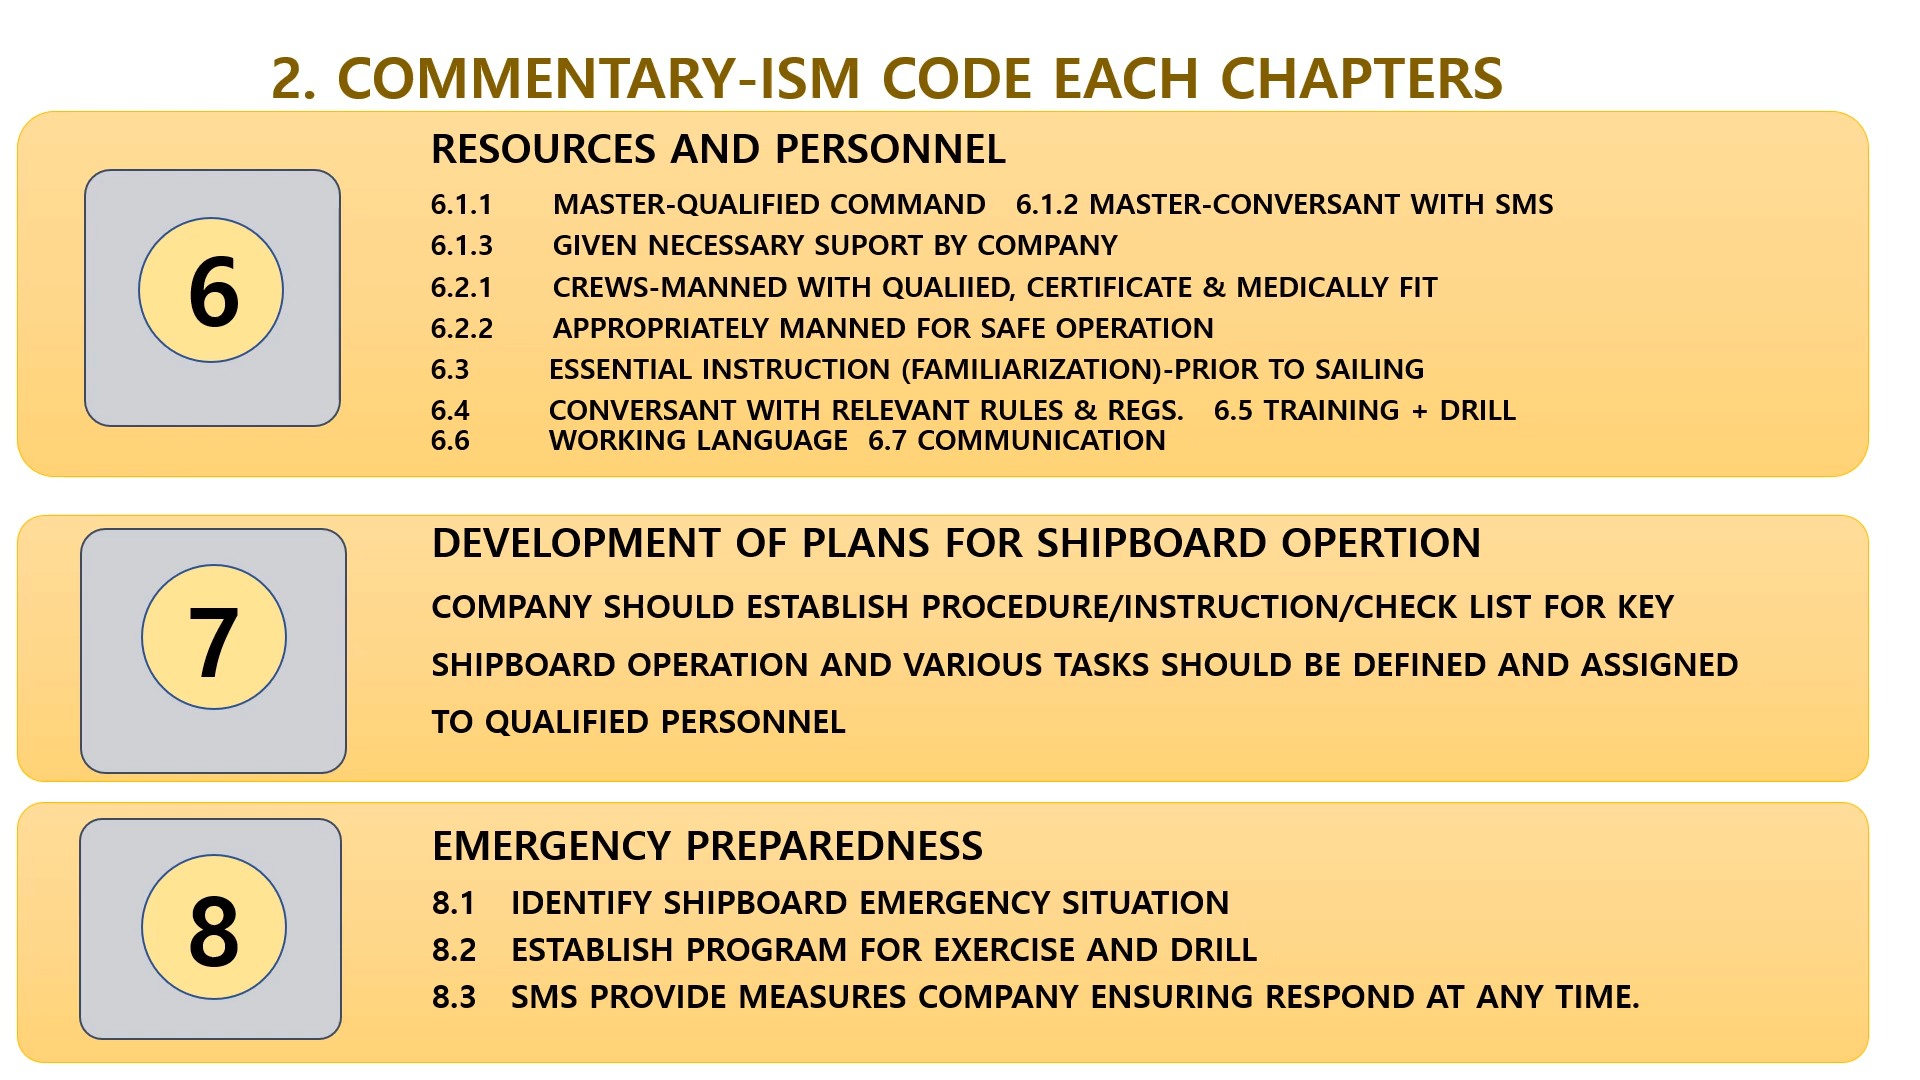 2. COMMENTARY-ISM CODE EACH CHAPTERS
6
RESOURCES AND PERSONNEL
6.1.1 MASTER-QUALIFIED COMMAND 6.1.2 MASTER-CONVERSANT WITH SMS
6.1.3 GIVEN NECESSARY SUPORT BY COMPANY
6.2.1 CREWS-MANNED WITH QUALIIED, CERTIFICATE & MEDICALLY FIT
6.2.2 APPROPRIATELY MANNED FOR SAFE OPERATION
6.3 ESSENTIAL INSTRUCTION (FAMILIARIZATION)-PRIOR TO SAILING
6.4 CONVERSANT WITH RELEVANT RULES & REGS. 6.5 TRAINING + DRILL
6.6 WORKING LANGUAGE 6.7 COMMUNICATION
7
DEVELOPMENT OF PLANS FOR SHIPBOARD OPERTION
COMPANY SHOULD ESTABLISH PROCEDURE/INSTRUCTION/CHECK LIST FOR KEY
SHIPBOARD OPERATION AND VARIOUS TASKS SHOULD BE DEFINED AND ASSIGNED
TO QUALIFIED PERSONNEL
8
EMERGENCY PREPAREDNESS
8.1 IDENTIFY SHIPBOARD EMERGENCY SITUATION
8.2 ESTABLISH PROGRAM FOR EXERCISE AND DRILL
8.3 SMS PROVIDE MEASURES COMPANY ENSURING RESPOND AT ANY TIME.